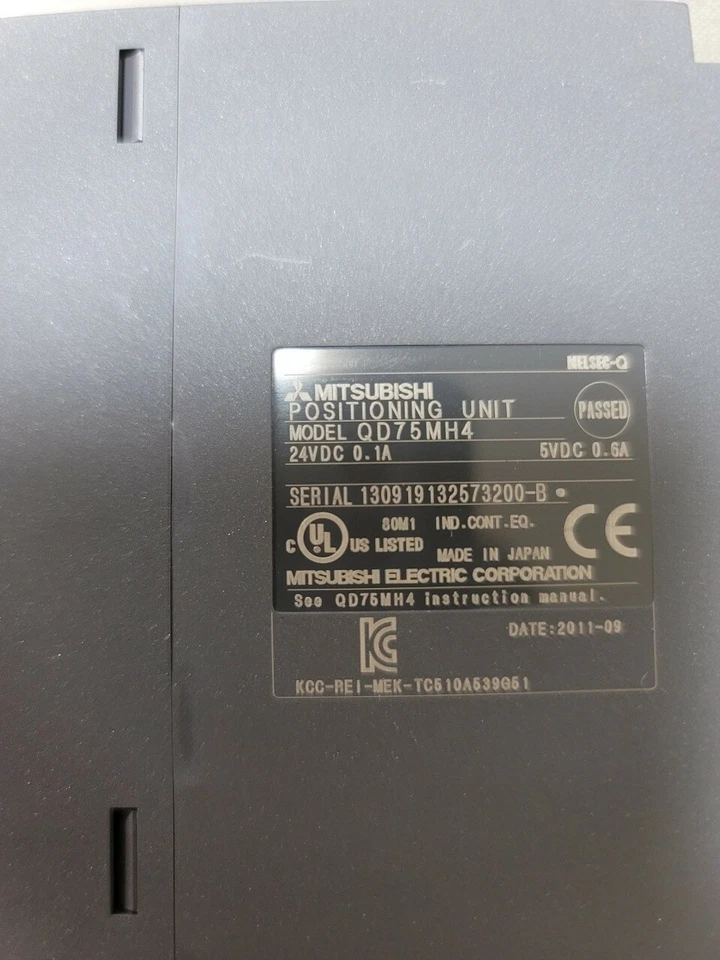 MELSEC-Q
MITSUBISHI
POSITIONING UNIT
PASSED
MODEL QD75MH4
24VDC 0.1A 5VDC 0.6A
SERIAL 130919132573200-B
80M1 IND.CONT.EQ.
C UL US LISTED
CE
MADE IN JAPAN
MITSUBISHI ELECTRIC CORPORATION
See QD75MH4 instruction manual.
KC
DATE:2011-09
KCC-REI-MEK-TC510A539G51